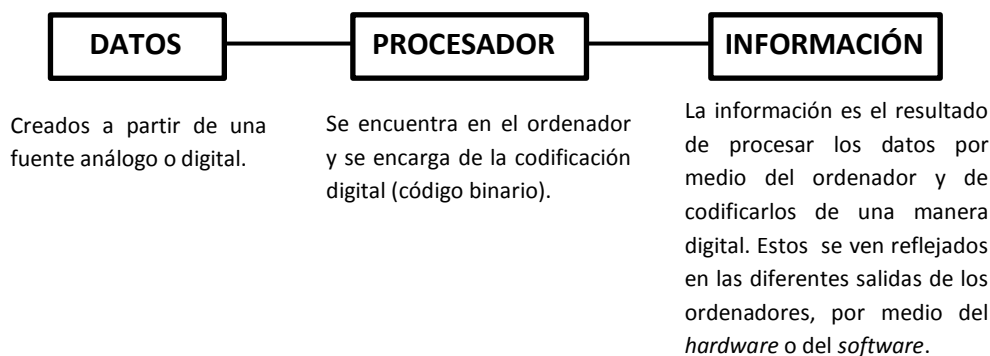 DATOS
PROCESADOR
INFORMACIÓN
Creados a partir de una
fuente análogo o digital.
Se encuentra en el ordenador
y se encarga de la codificación
digital (código binario).
La información es el resultado
de procesar los datos por
medio del ordenador y de
codificarlos de una manera
digital. Estos se ven reflejados
en las diferentes salidas de los
ordenadores, por medio del
hardware o del software.